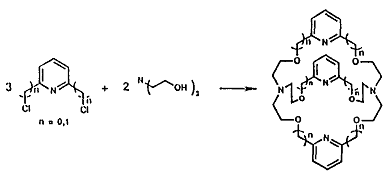 N
n n
O O
3 N + 2 N ( OH )₃ N
n n n n
Cl Cl N O O N
n = 0,1
O O
n n
N